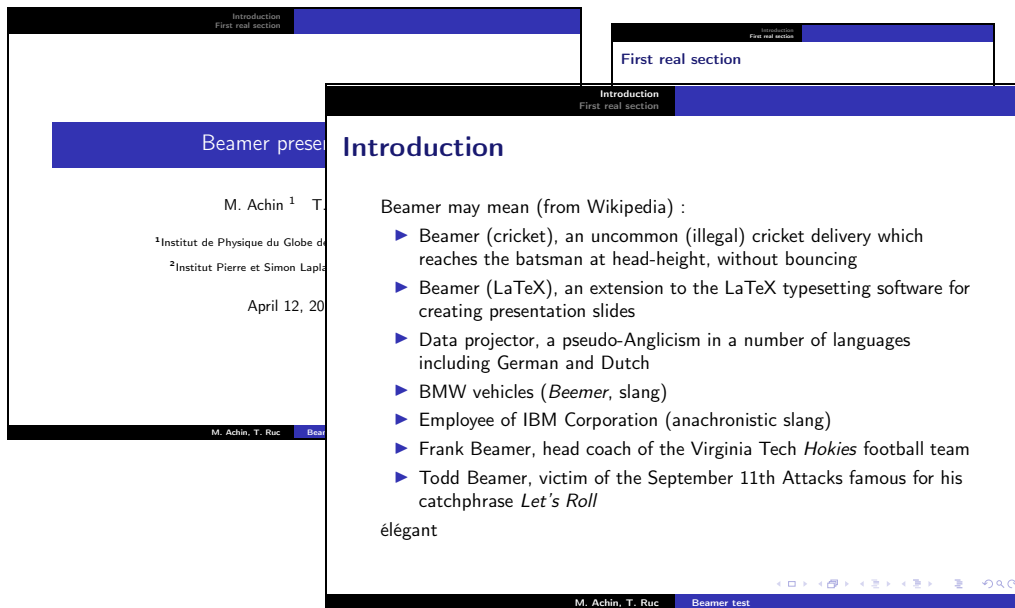 Introduction
First real section
Beamer
M. Achin ¹ T.
¹Institut de Physique du Globe
²Institut Pierre et Simon
April 12,
M. Achin, T. Ruc
Introduction
First real section
First real section
Introduction
First real section
Introduction
Beamer may mean (from Wikipedia) :
▶ Beamer (cricket), an uncommon (illegal) cricket delivery which
reaches the batsman at head-height, without bouncing
▶ Beamer (LaTeX), an extension to the LaTeX typesetting software for
creating presentation slides
▶ Data projector, a pseudo-Anglicism in a number of languages
including German and Dutch
▶ BMW vehicles (Beemer, slang)
▶ Employee of IBM Corporation (anachronistic slang)
▶ Frank Beamer, head coach of the Virginia Tech Hokies football team
▶ Todd Beamer, victim of the September 11th Attacks famous for his
catchphrase Let's Roll
élégant
M. Achin, T. Ruc Beamer test